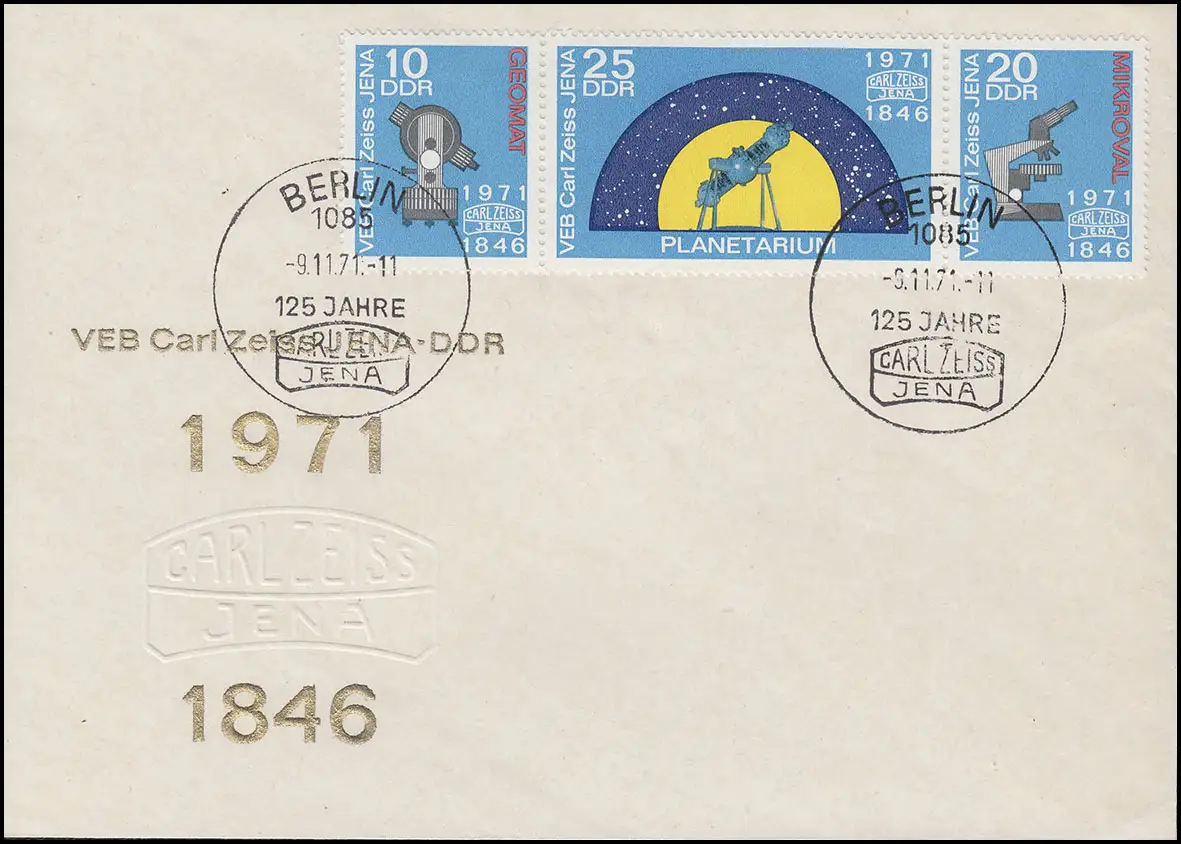 VEB Carl Zeiss JENA
10
DDR
GEOMAT
1971
CARL ZEISS
JENA
1846
VEB Carl Zeiss JENA
25
DDR
1971
CARL ZEISS
JENA
1846
PLANETARIUM
VEB Carl Zeiss JENA
20
DDR
MIKROVAL
1971
CARL ZEISS
JENA
1846
BERLIN
1085
-9.11.71.-11
125 JAHRE
CARL ZEISS
JENA
BERLIN
1085
-9.11.71.-11
125 JAHRE
CARL ZEISS
JENA
VEB Carl Zeiss JENA-DDR
1971
CARL ZEISS
JENA
1846